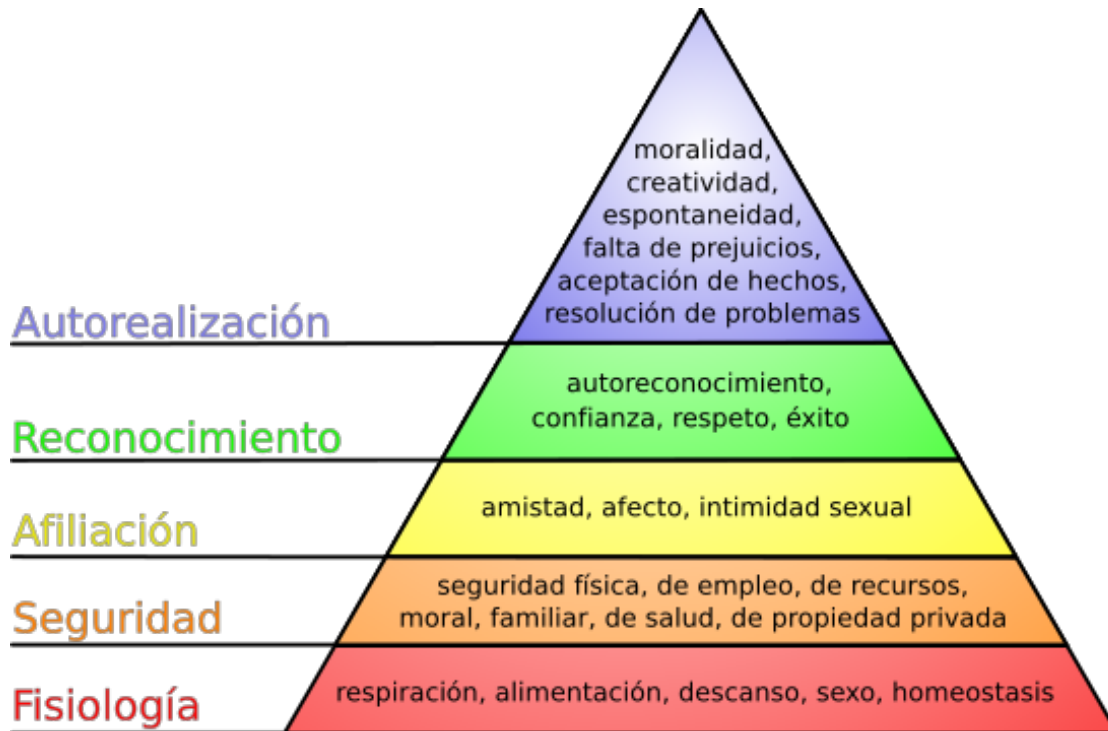 moralidad,
creatividad,
espontaneidad,
falta de prejuicios,
aceptación de hechos,
resolución de problemas
Autorealización
autoreconocimiento,
confianza, respeto, éxito
Reconocimiento
amistad, afecto, intimidad sexual
Afiliación
seguridad física, de empleo, de recursos,
moral, familiar, de salud, de propiedad privada
Seguridad
respiración, alimentación, descanso, sexo, homeostasis
Fisiología